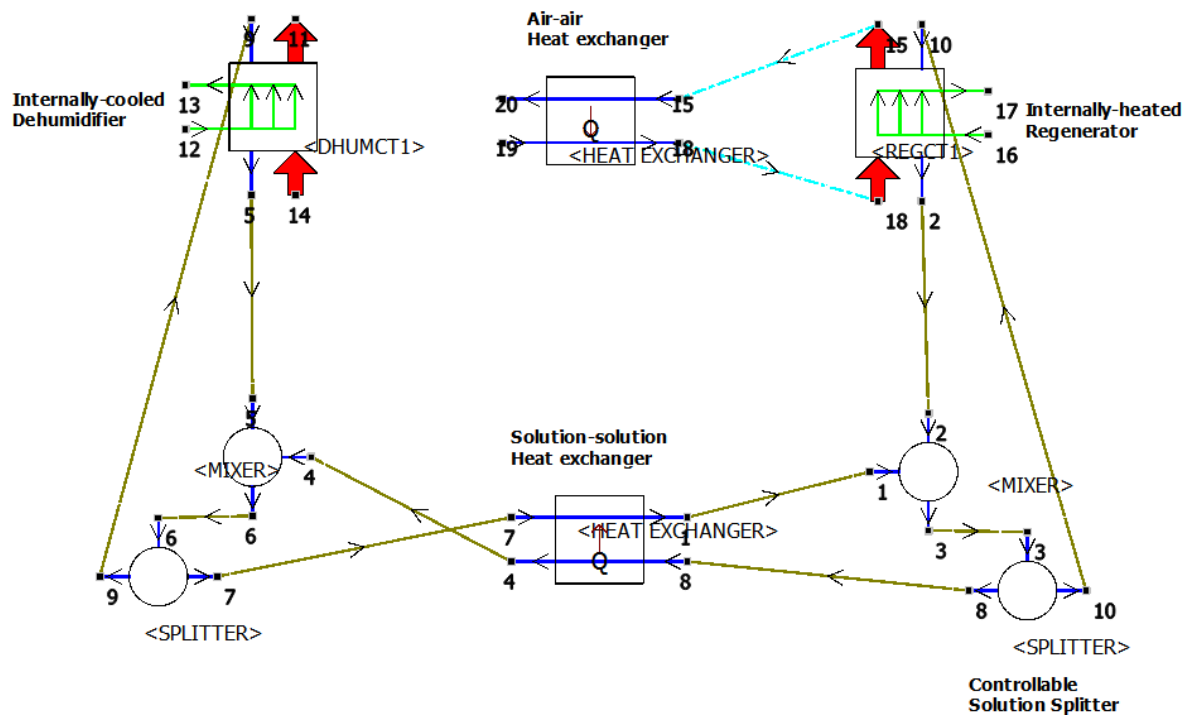 Air-air
Heat exchanger
9
11
15
10
Internally-cooled
Dehumidifier
13
12
<DHUMCT1>
20
15
19
18
Q
<HEAT EXCHANGER>
<REGCT1>
17
16
Internally-heated
Regenerator
5
14
18
2
5
<MIXER>
4
6
6
Solution-solution
Heat exchanger
2
1
<MIXER>
3
3
7
1
<HEAT EXCHANGER>
Q
4
8
9
7
<SPLITTER>
8
10
<SPLITTER>
Controllable
Solution Splitter